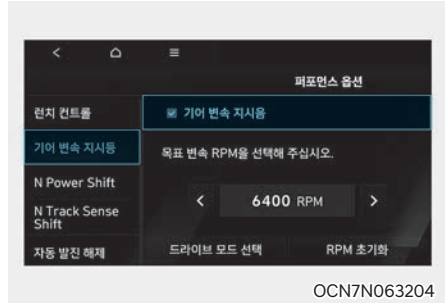 퍼포먼스 옵션
런치 컨트롤
기어 변속 지시등
N Power Shift
N Track Sense
Shift
자동 발진 해제
기어 변속 지시음
목표 변속 RPM을 선택해 주십시오.
6400 RPM
드라이브 모드 선택
RPM 초기화
OCN7N063204